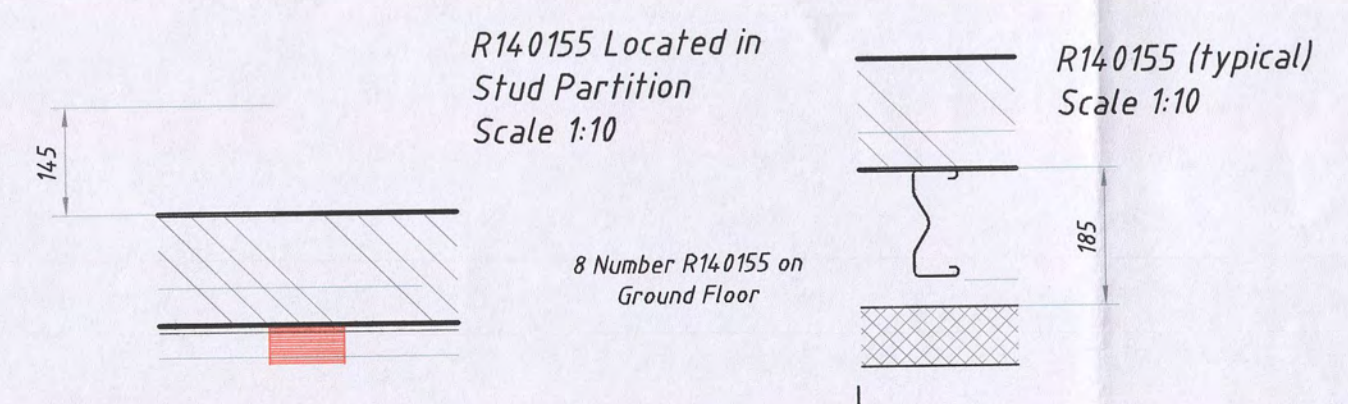 R140155 Located in
Stud Partition
Scale 1:10
145
8 Number R140155 on
Ground Floor
R140155 (typical)
Scale 1:10
185